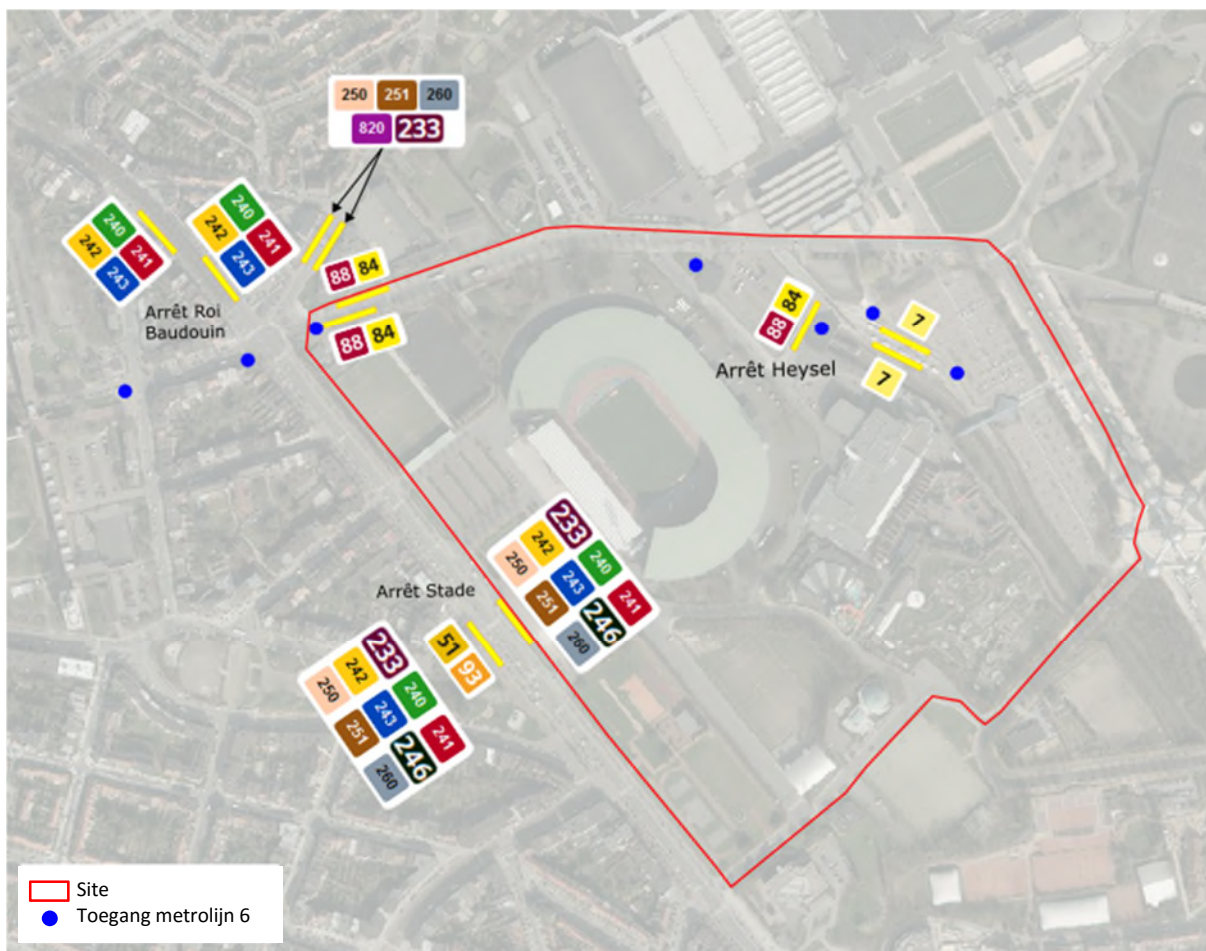 250 251 260
820 233
240
242 241
243
240
242 241
243
88 84
88 84
Arrêt Roi
Baudouin
88 84
7
7
Arrêt Heysel
233
242 240
250 243 241
251 246
260
Arrêt Stade
51
93
233
242 240
250 243 241
251 246
260
Site
Toegang metrolijn 6